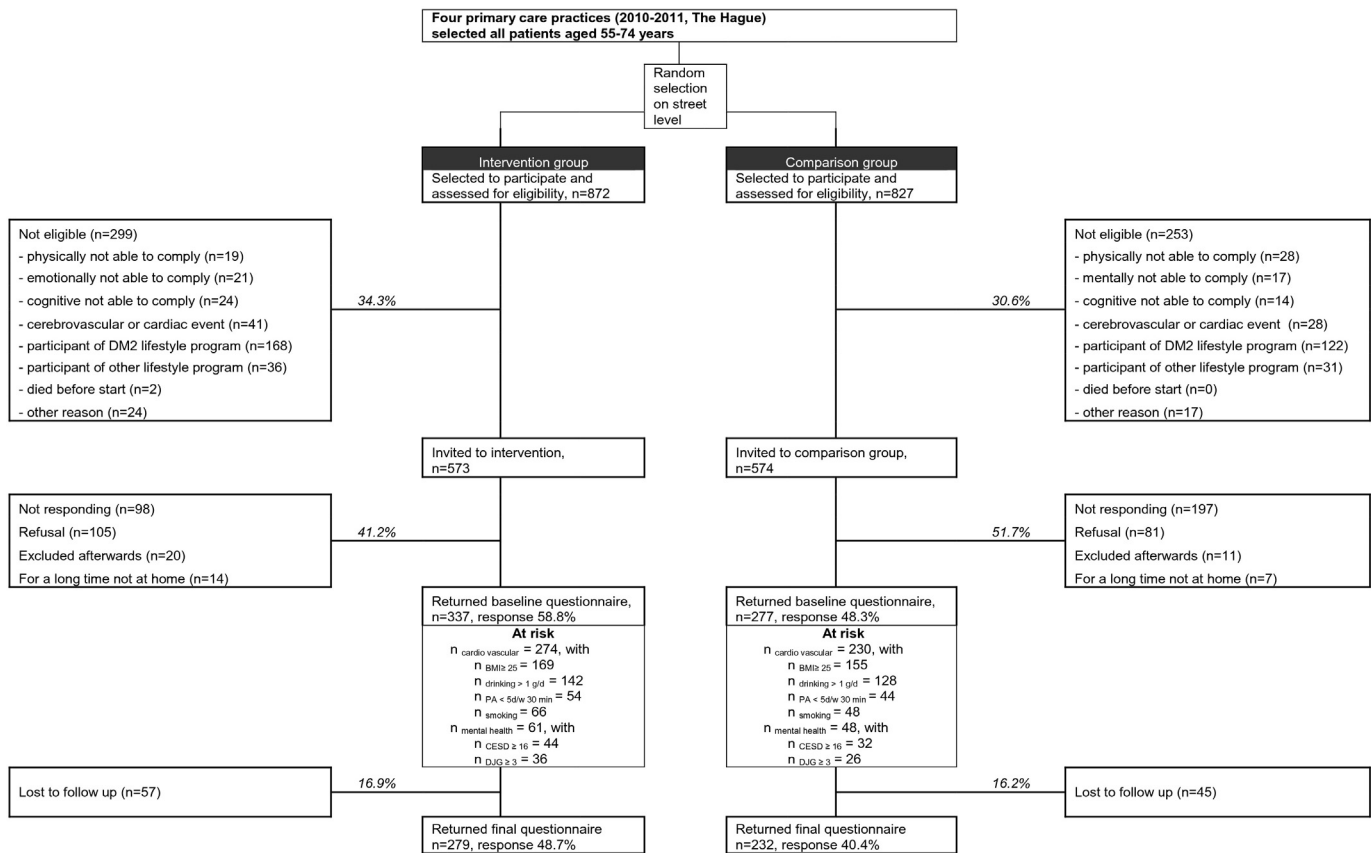 Four primary care practices (2010-2011, The Hague)
selected all patients aged 55-74 years
Random
selection
on street
level
Intervention group
Selected to participate and
assessed for eligibility, n=872
Comparison group
Selected to participate and
assessed for eligibility, n=827
Not eligible (n=299)
- physically not able to comply (n=19)
- emotionally not able to comply (n=21)
- cognitive not able to comply (n=24)
- cerebrovascular or cardiac event (n=41)
- participant of DM2 lifestyle program (n=168)
- participant of other lifestyle program (n=36)
- died before start (n=2)
- other reason (n=24)
34.3%
30.6%
Not eligible (n=253)
- physically not able to comply (n=28)
- mentally not able to comply (n=17)
- cognitive not able to comply (n=14)
- cerebrovascular or cardiac event (n=28)
- participant of DM2 lifestyle program (n=122)
- participant of other lifestyle program (n=31)
- died before start (n=0)
- other reason (n=17)
Invited to intervention,
n=573
Invited to comparison group,
n=574
Not responding (n=98)
Refusal (n=105)
Excluded afterwards (n=20)
For a long time not at home (n=14)
41.2%
51.7%
Not responding (n=197)
Refusal (n=81)
Excluded afterwards (n=11)
For a long time not at home (n=7)
Returned baseline questionnaire,
n=337, response 58.8%
At risk
n cardio vascular = 274, with
n BMI≥ 25 = 169
n drinking > 1 g/d = 142
n PA < 5d/w 30 min = 54
n smoking = 66
n mental health = 61, with
n CESD ≥ 16 = 44
n DJG ≥ 3 = 36
Returned baseline questionnaire,
n=277, response 48.3%
At risk
n cardio vascular = 230, with
n BMI≥ 25 = 155
n drinking > 1 g/d = 128
n PA < 5d/w 30 min = 44
n smoking = 48
n mental health = 48, with
n CESD ≥ 16 = 32
n DJG ≥ 3 = 26
Lost to follow up (n=57)
16.9%
16.2%
Lost to follow up (n=45)
Returned final questionnaire
n=279, response 48.7%
Returned final questionnaire
n=232, response 40.4%